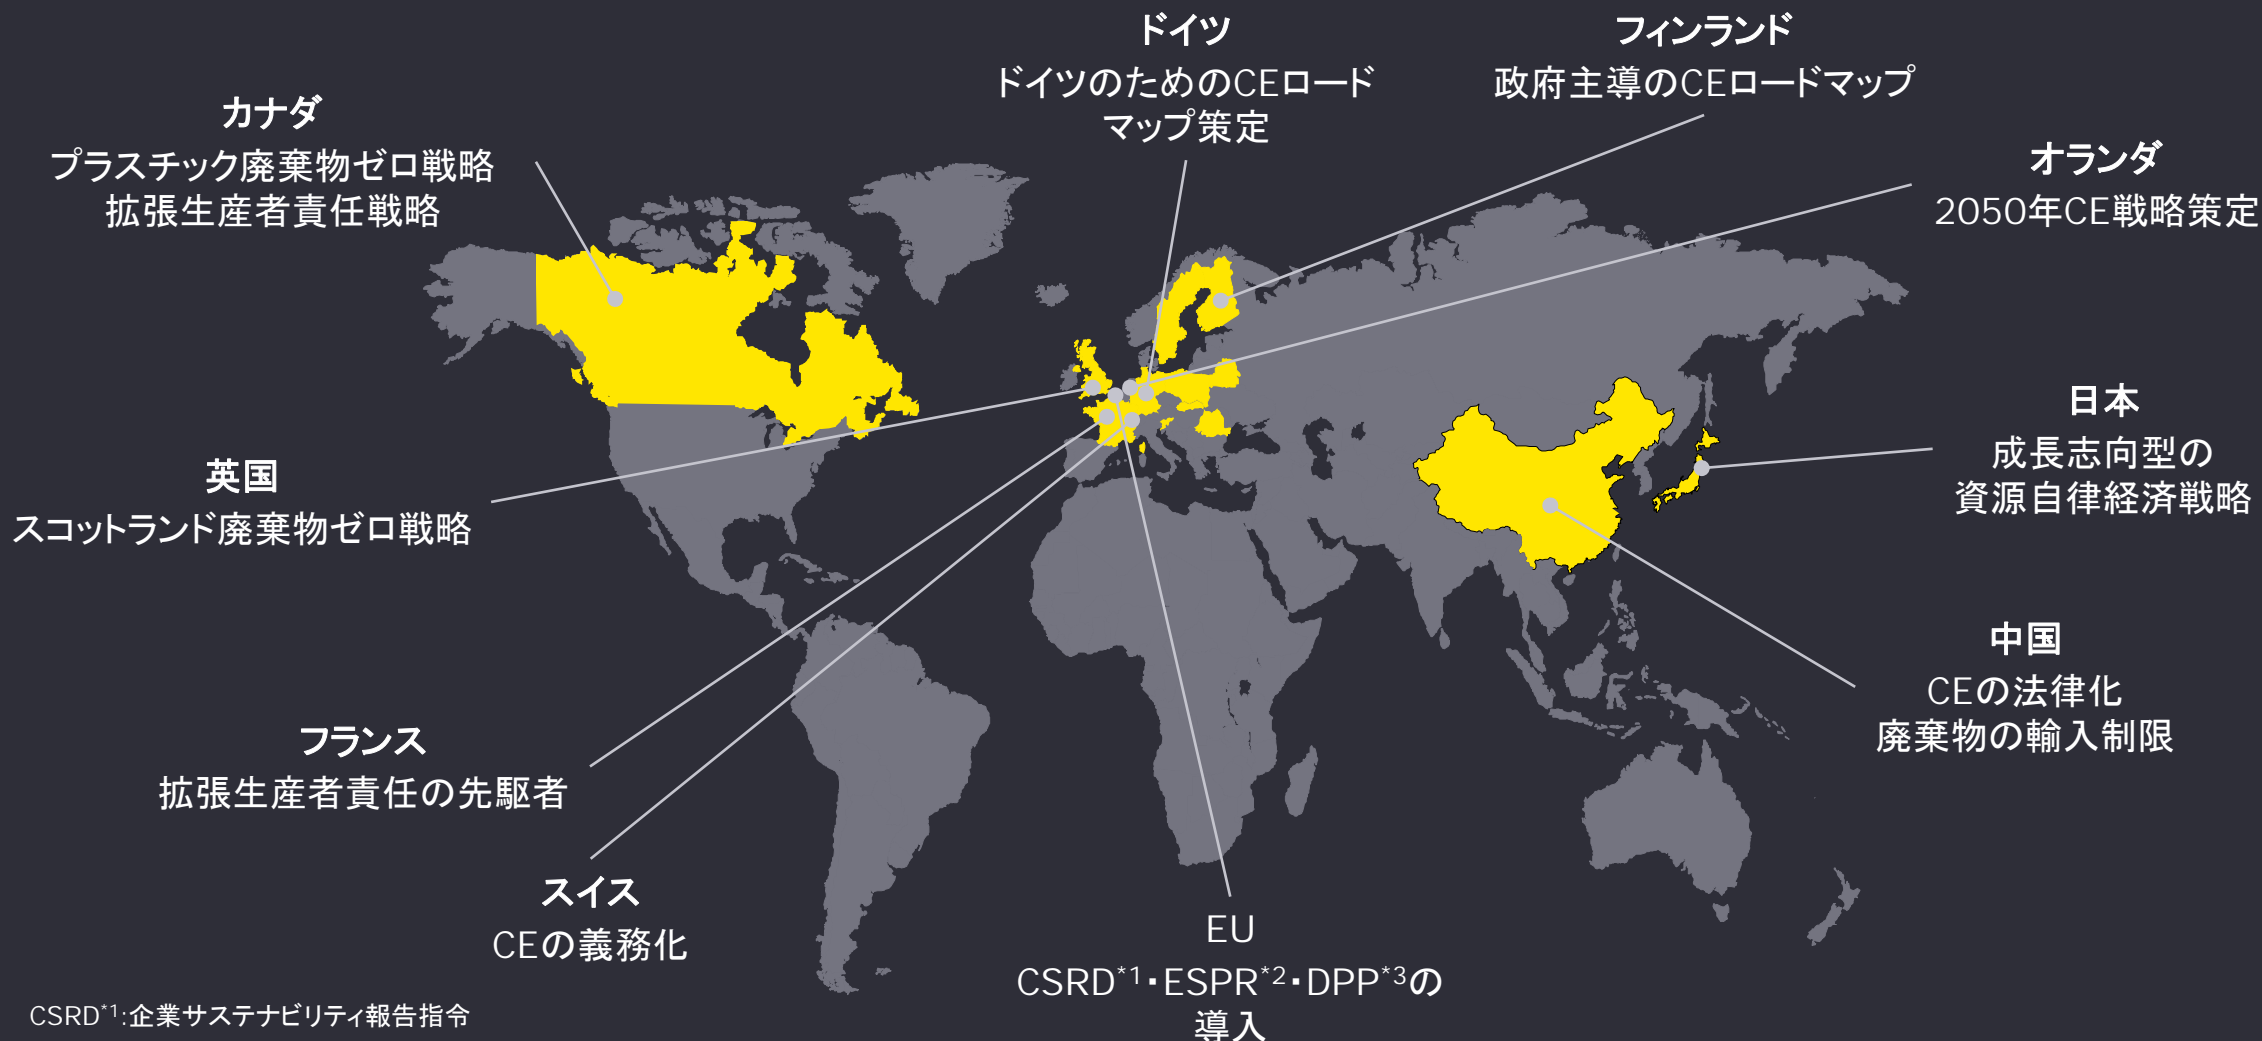 ドイツ
ドイツのためのCEロード
マップ策定
フィンランド
政府主導のCEロードマップ
カナダ
プラスチック廃棄物ゼロ戦略
拡張生産者責任戦略
オランダ
2050年CE戦略策定
日本
成長志向型の
資源自律経済戦略
英国
スコットランド廃棄物ゼロ戦略
中国
CEの法律化
廃棄物の輸入制限
フランス
拡張生産者責任の先駆者
スイス
CEの義務化
EU
CSRD*1・ESPR*2・DPP*3の
導入
CSRD*1:企業サステナビリティ報告指令